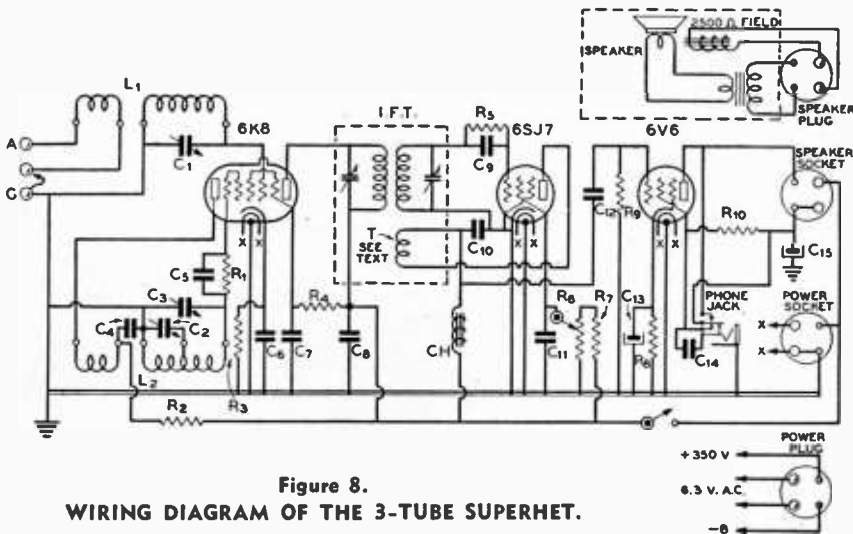 2500 Ω FIELD
SPEAKER
SPEAKER PLUG
L1
I.F.T.
R5
6K8
6SJ7
6V6
SPEAKER SOCKET
A
C1
C9
G
C12
R9
R10
T
SEE TEXT
C10
X X
X X
X X
C15
C5
R1
C3
R4
R8
R7
C13
PHONE JACK
POWER SOCKET
C4
C2
C6
C7
C8
CH
C11
R6
C14
X
X
L2
R3
R2
POWER PLUG
+350 V
6.3 V. A.C.
-B
Figure 8.
WIRING DIAGRAM OF THE 3-TUBE SUPERHET.